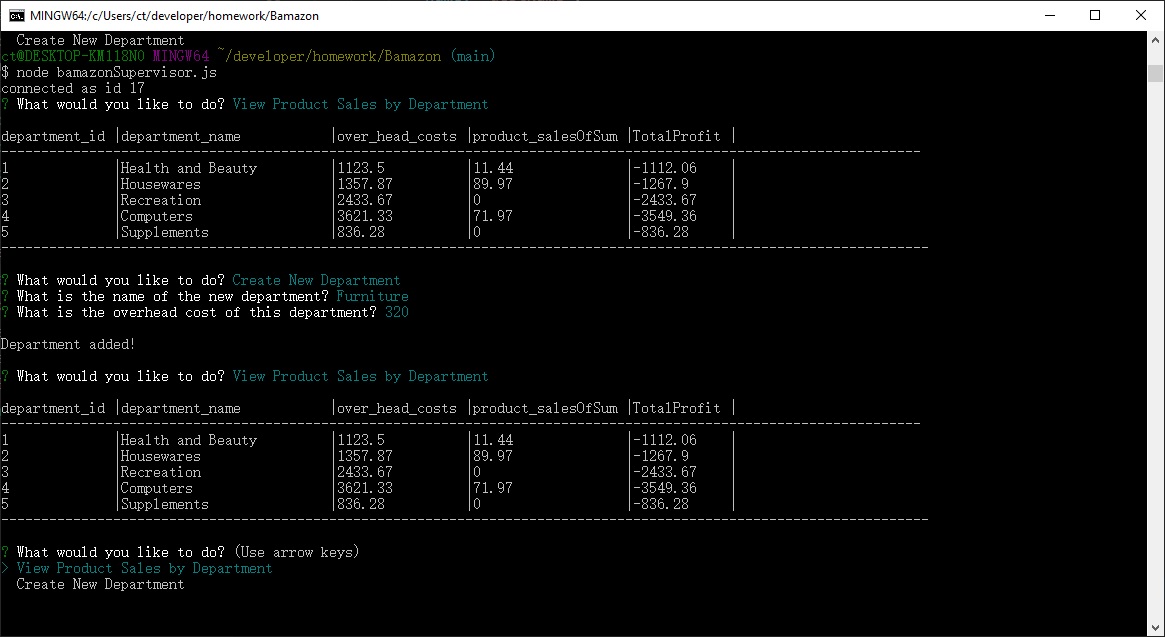 MINGW64:/c/Users/ct/developer/homework/Bamazon
Create New Department
ct@DESKTOP-KM118N0 MINGW64 ~/developer/homework/Bamazon (main)
$ node bamazonSupervisor.js
connected as id 17
? What would you like to do? View Product Sales by Department
department_id |department_name |over_head_costs |product_salesOfSum |TotalProfit |
--------------------------------------------------------------------------------------------------------------------
1 |Health and Beauty |1123.5 |11.44 |-1112.06 |
2 |Housewares |1357.87 |89.97 |-1267.9 |
3 |Recreation |2433.67 |0 |-2433.67 |
4 |Computers |3621.33 |71.97 |-3549.36 |
5 |Supplements |836.28 |0 |-836.28 |
--------------------------------------------------------------------------------------------------------------------
? What would you like to do? Create New Department
? What is the name of the new department? Furniture
? What is the overhead cost of this department? 320
Department added!
? What would you like to do? View Product Sales by Department
department_id |department_name |over_head_costs |product_salesOfSum |TotalProfit |
--------------------------------------------------------------------------------------------------------------------
1 |Health and Beauty |1123.5 |11.44 |-1112.06 |
2 |Housewares |1357.87 |89.97 |-1267.9 |
3 |Recreation |2433.67 |0 |-2433.67 |
4 |Computers |3621.33 |71.97 |-3549.36 |
5 |Supplements |836.28 |0 |-836.28 |
--------------------------------------------------------------------------------------------------------------------
? What would you like to do? (Use arrow keys)
> View Product Sales by Department
Create New Department